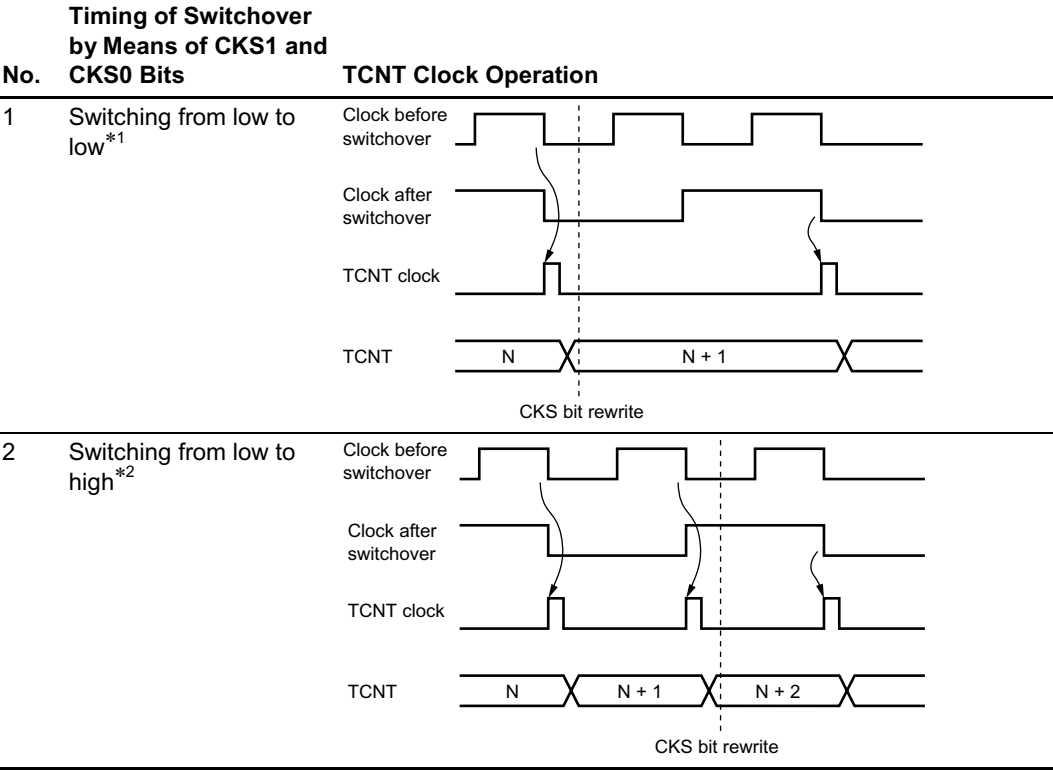 Timing of Switchover
by Means of CKS1 and
No. CKS0 Bits TCNT Clock Operation
1 Switching from low to
low*1
Clock before
switchover
Clock after
switchover
TCNT clock
TCNT N N + 1
CKS bit rewrite
2 Switching from low to
high*2
Clock before
switchover
Clock after
switchover
TCNT clock
TCNT N N + 1 N + 2
CKS bit rewrite